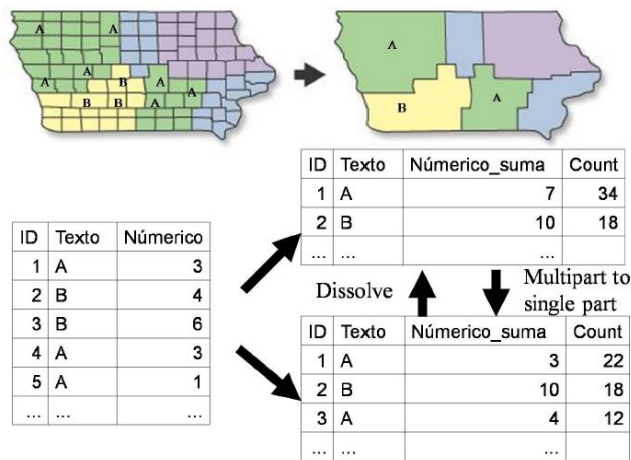 A A
A
A A B A
B B A A
A
B
ID Texto Númerico_suma Count
1 A 7 34
2 B 10 18
... ... ...
ID Texto Númerico
1 A 3
2 B 4
3 B 6
4 A 3
5 A 1
... ... ...
Dissolve
Multipart to
single part
ID Texto Númerico_suma Count
1 A 3 22
2 B 10 18
3 A 4 12
... ... ...